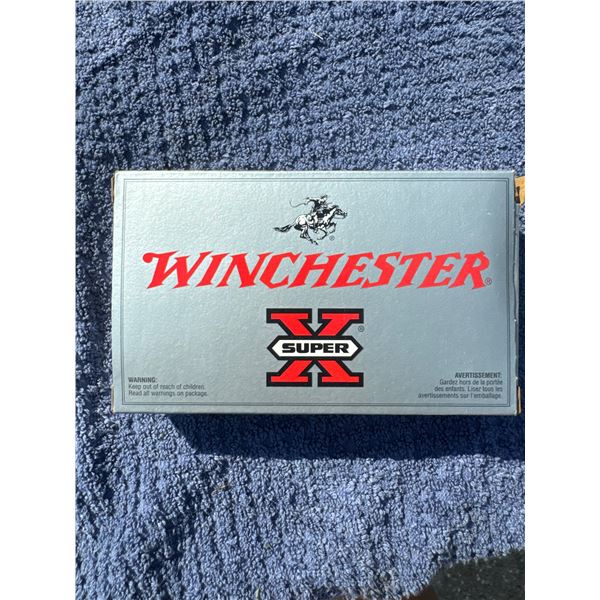 WINCHESTER®
X®
SUPER
WARNING:
Keep out of reach of children.
Read all warnings on package.
AVERTISSEMENT:
Gardez hors de la portée
des enfants. Lisez tous les
avertissements sur l'emballage.